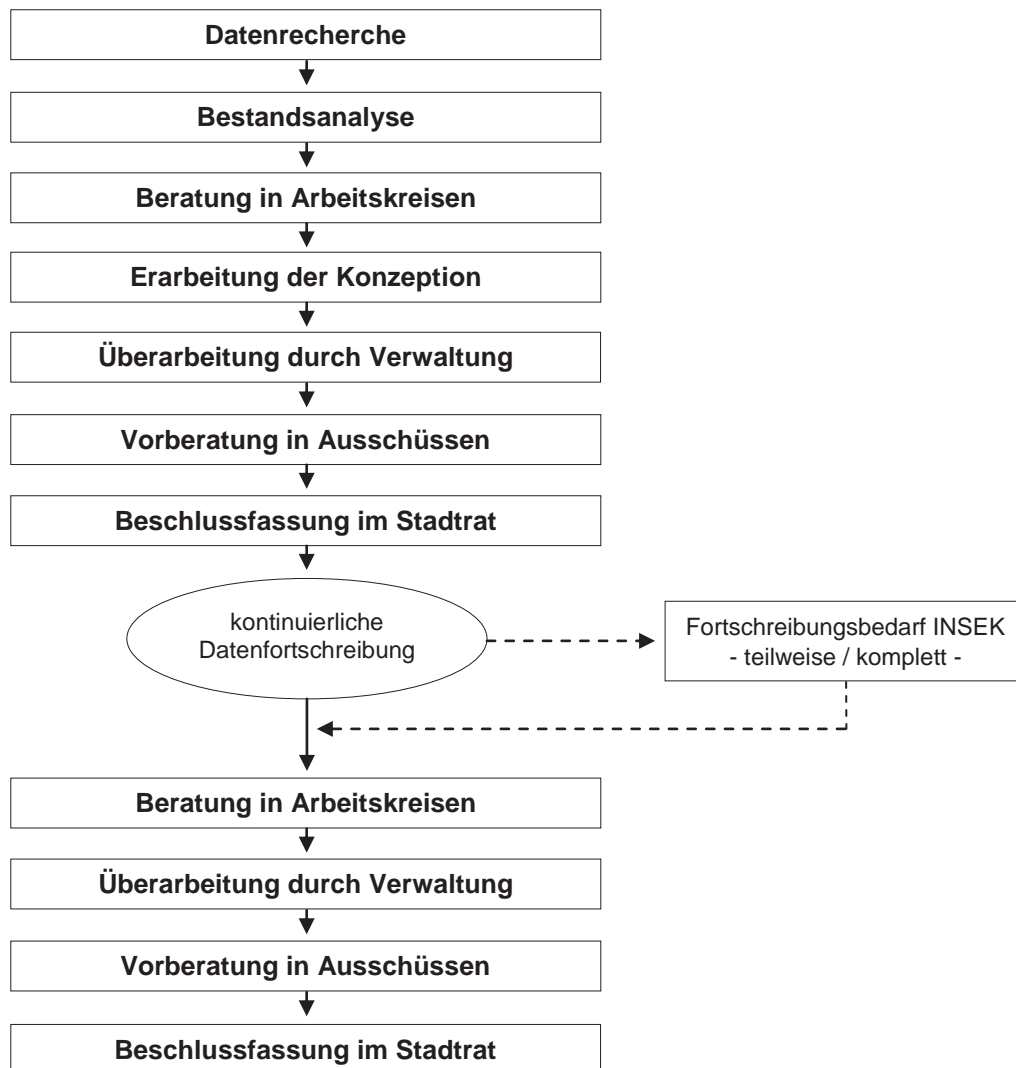 Datenrecherche
Bestandsanalyse
Beratung in Arbeitskreisen
Erarbeitung der Konzeption
Überarbeitung durch Verwaltung
Vorberatung in Ausschüssen
Beschlussfassung im Stadtrat
kontinuierliche
Datenfortschreibung
Fortschreibungsbedarf INSEK
- teilweise / komplett -
Beratung in Arbeitskreisen
Überarbeitung durch Verwaltung
Vorberatung in Ausschüssen
Beschlussfassung im Stadtrat